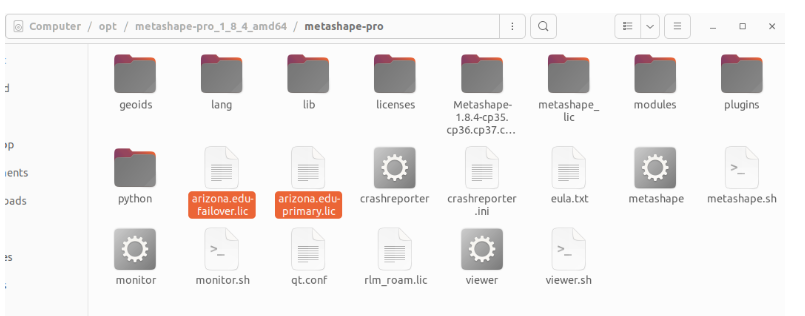 Computer / opt / metashape-pro_1_8_4_amd64 / metashape-pro
geoids
lang
lib
licenses
Metashape-
1.8.4-cp35.
cp36.cp37.c...
metashape_
lic
modules
plugins
python
arizona.edu-
failover.lic
arizona.edu-
primary.lic
crashreporter
crashreporter
.ini
eula.txt
metashape
metashape.sh
monitor
monitor.sh
qt.conf
rlm_roam.lic
viewer
viewer.sh
ents
oads